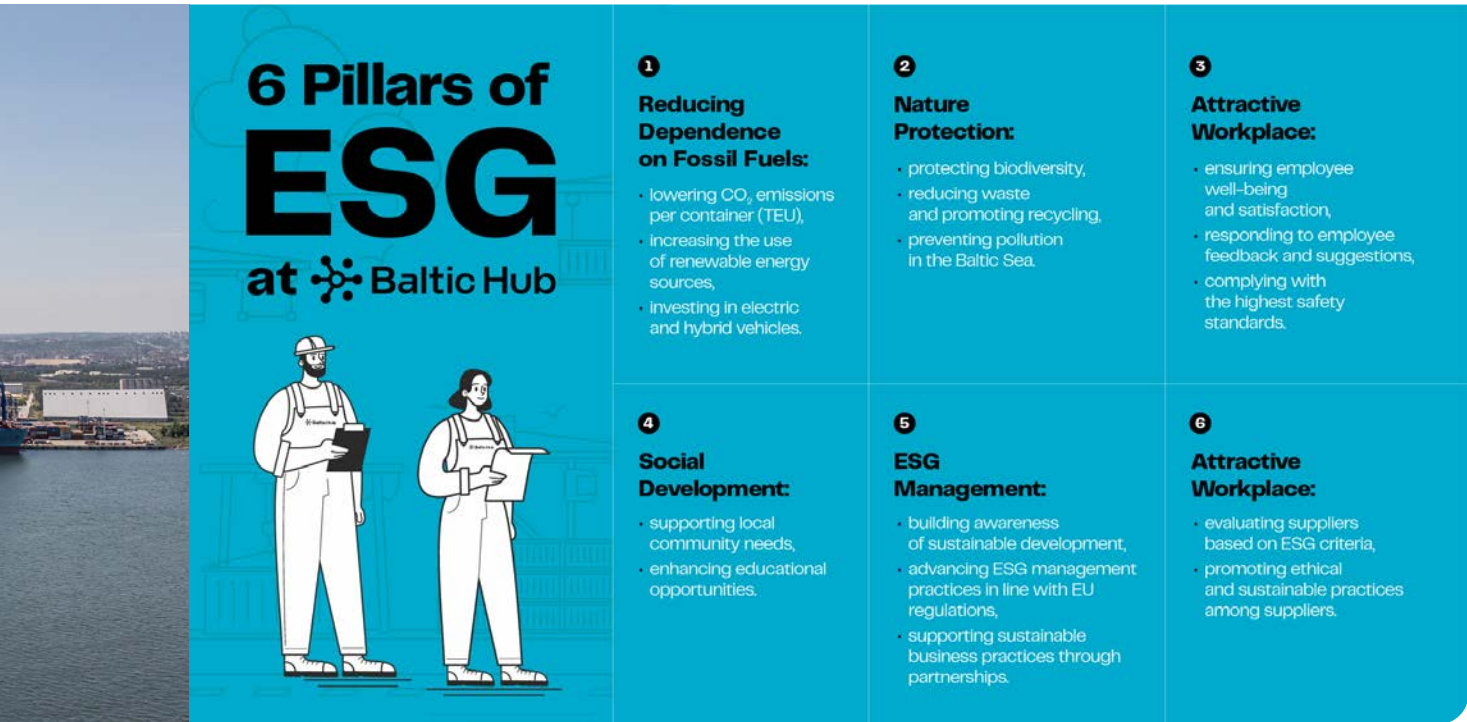 6 Pillars of
ESG
at Baltic Hub
1
Reducing
Dependence
on Fossil Fuels:
· lowering CO₂ emissions
per container (TEU),
· increasing the use
of renewable energy
sources,
· investing in electric
and hybrid vehicles.
2
Nature
Protection:
· protecting biodiversity,
· reducing waste
and promoting recycling,
· preventing pollution
in the Baltic Sea.
3
Attractive
Workplace:
· ensuring employee
well-being
and satisfaction,
· responding to employee
feedback and suggestions,
· complying with
the highest safety
standards.
4
Social
Development:
· supporting local
community needs,
· enhancing educational
opportunities.
5
ESG
Management:
· building awareness
of sustainable development,
· advancing ESG management
practices in line with EU
regulations,
· supporting sustainable
business practices through
partnerships.
6
Attractive
Workplace:
· evaluating suppliers
based on ESG criteria,
· promoting ethical
and sustainable practices
among suppliers.
Baltic Hub
Baltic Hub